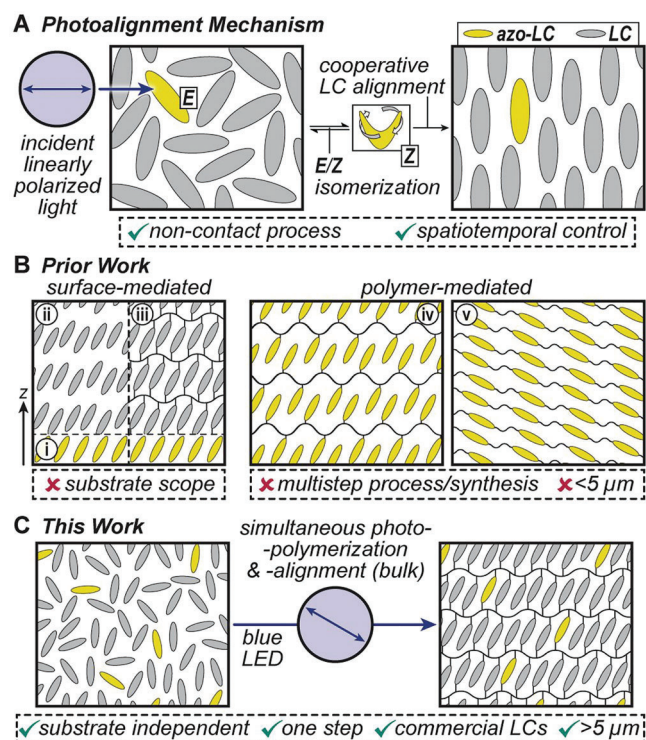 A Photoalignment Mechanism
azo-LC LC
E
incident
linearly
polarized
light
cooperative
LC alignment
E/Z
isomerization
Z
✓non-contact process ✓spatiotemporal control
B Prior Work
surface-mediated polymer-mediated
ii iii iv v
z
i
✘ substrate scope ✘ multistep process/synthesis ✘ <5 µm
C This Work
simultaneous photo-
-polymerization
& -alignment (bulk)
blue
LED
✓substrate independent ✓one step ✓commercial LCs ✓>5 µm